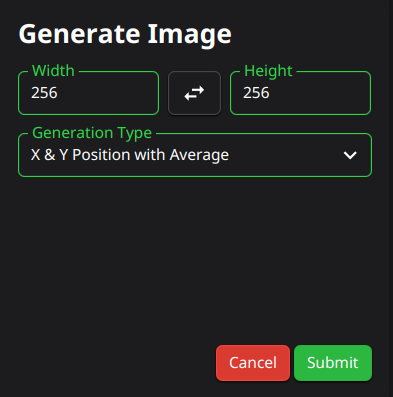 Generate Image
Width Height
256 256
Generation Type
X & Y Position with Average
Cancel Submit